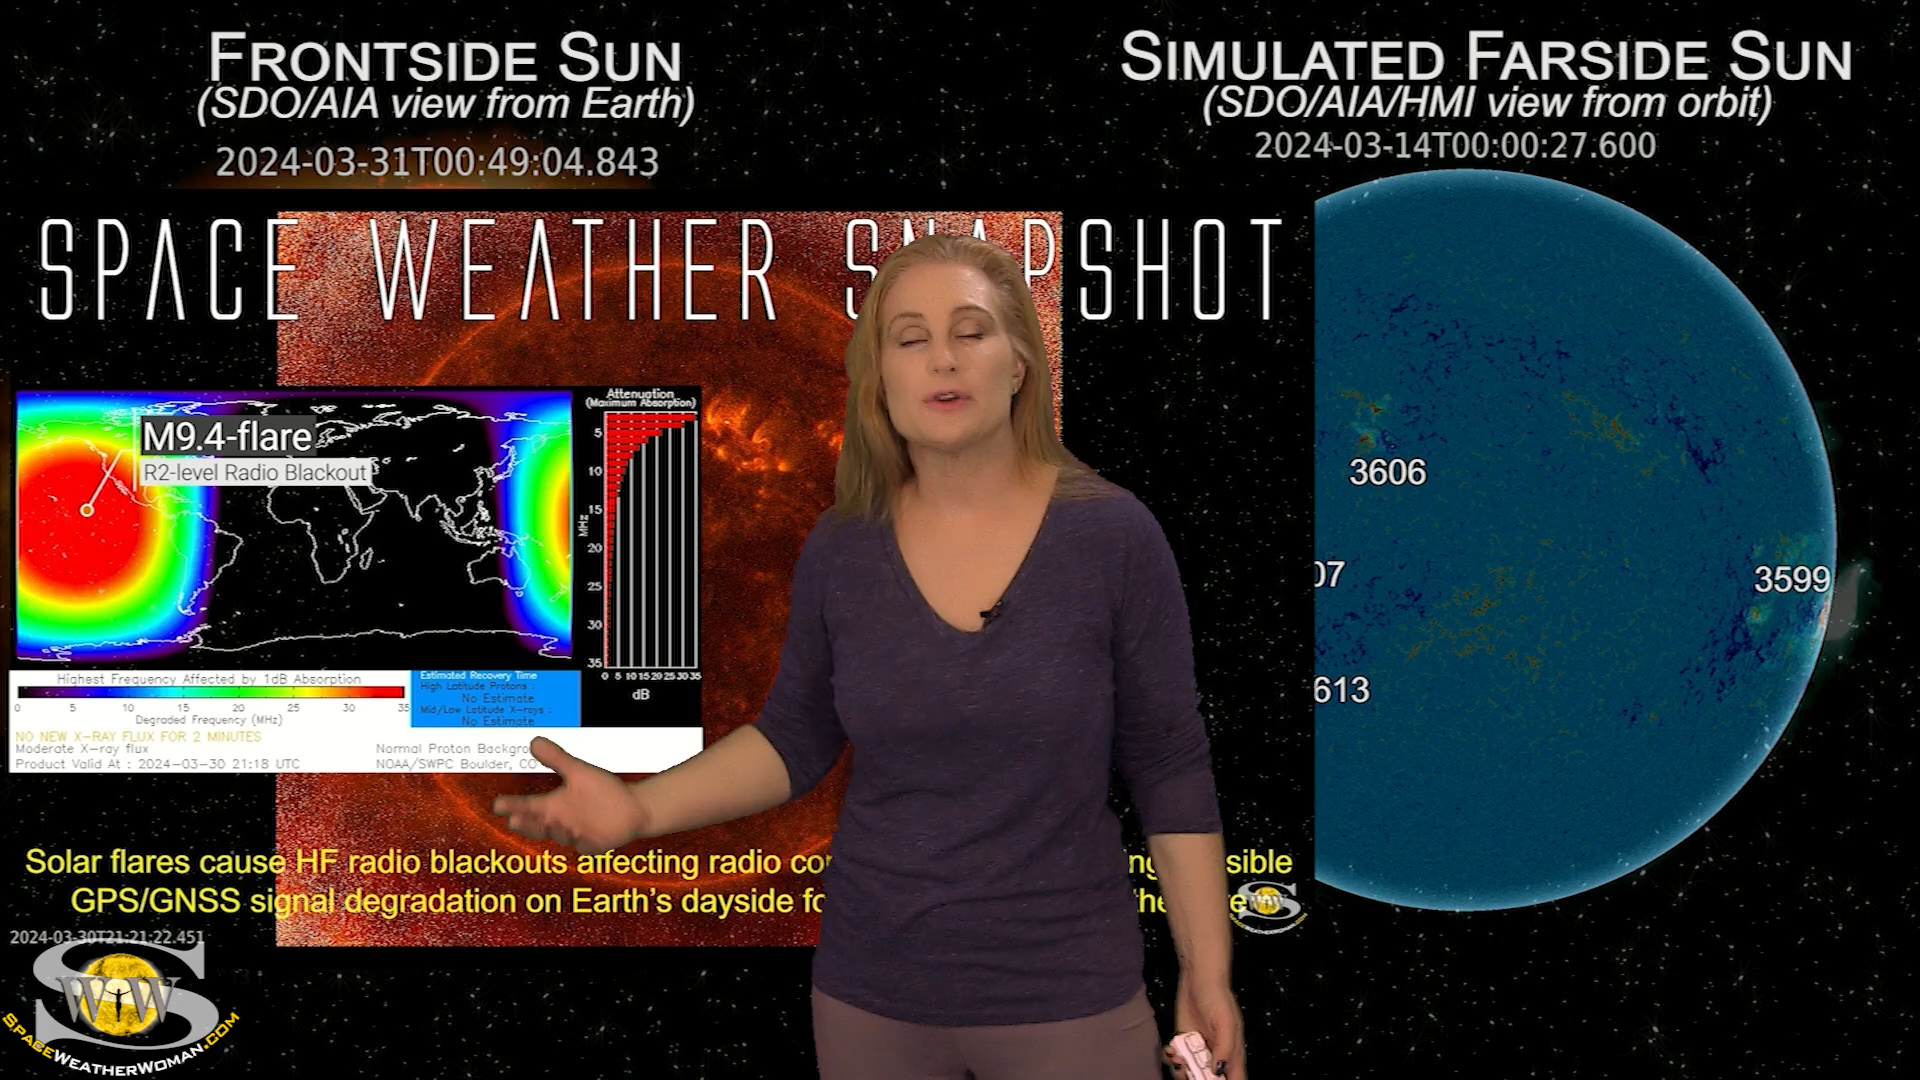 FRONTSIDE SUN
(SDO/AIA view from Earth)
2024-03-31T00:49:04.843
SIMULATED FARSIDE SUN
(SDO/AIA/HMI view from orbit)
2024-03-14T00:00:27.600
SPACE WEATHER SNAPSHOT
M9.4-flare
R2-level Radio Blackout
Attenuation
(Maximum Absorption)
5
10
15
20
25
30
35
MHz
0 5 10 15 20 25 30 35
dB
Highest Frequency Affected by 1dB Absorption
0 5 10 15 20 25 30 35
Degraded Frequency (MHz)
Estimated Recovery Time
High Latitude Protons :
No Estimate
Mid/Low Latitude X-rays :
No Estimate
NO NEW X-RAY FLUX FOR 2 MINUTES
Moderate X-ray flux
Normal Proton Backgro
Product Valid At : 2024-03-30 21:18 UTC
NOAA/SWPC Boulder, CO
3606
07
3599
613
Solar flares cause HF radio blackouts affecting radio
GPS/GNSS signal degradation on Earth's dayside
2024-03-30T21:21:22.451
SWW
SPACEWEATHERWOMAN.COM